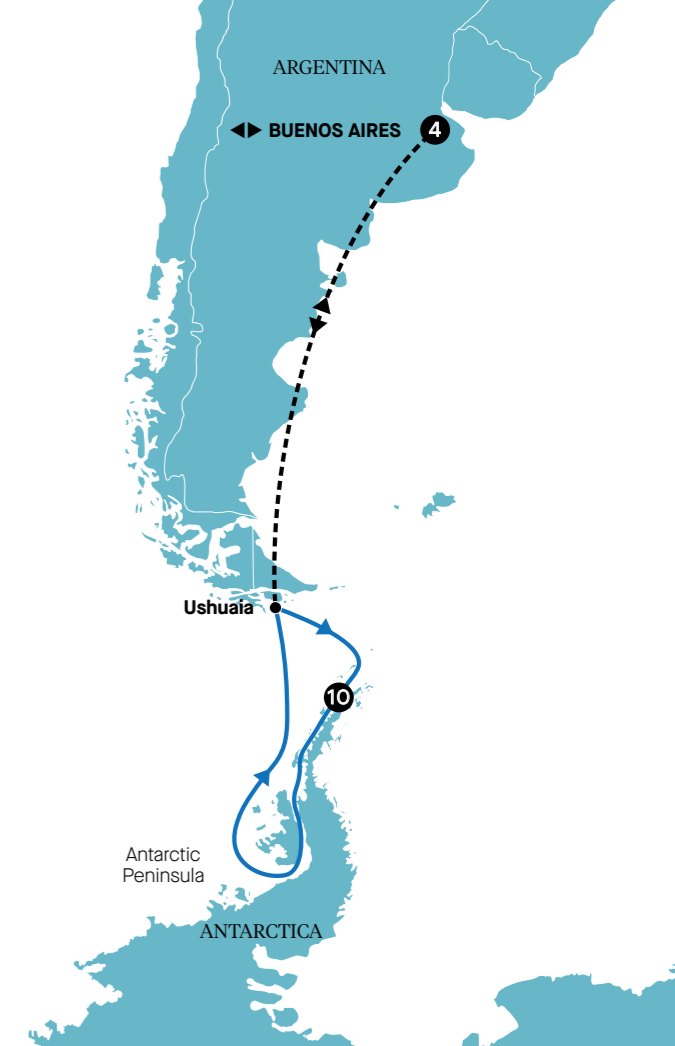 ARGENTINA
BUENOS AIRES 4
Ushuaia
10
Antarctic
Peninsula
ANTARCTICA